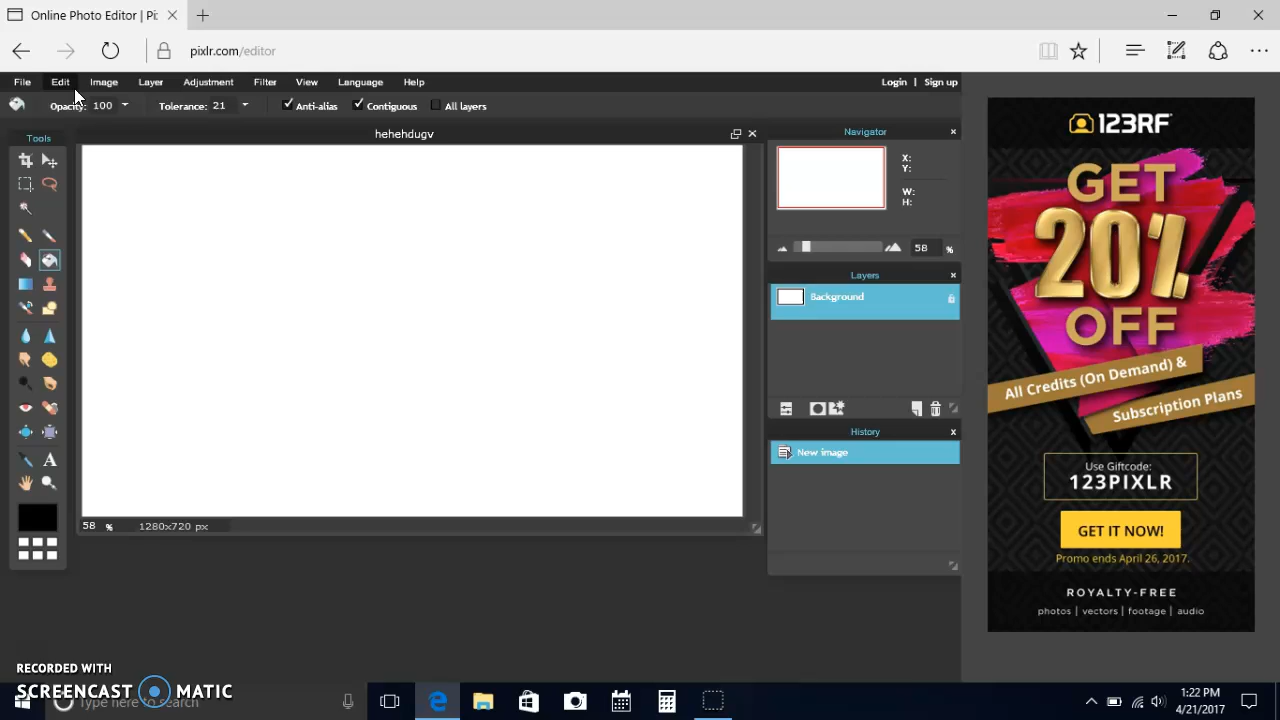 Online Photo Editor | Pi
pixlr.com/editor
File Edit Image Layer Adjustment Filter View Language Help Login | Sign up
Opacity: 100 Tolerance: 21 Anti-alias Contiguous All layers
Tools
hehehdugv
Navigator
X:
Y:
W:
H:
58 %
Layers
Background
History
New image
58 % 1280x720 px
123RF
GET
20%
OFF
All Credits (On Demand) &
Subscription Plans
Use Giftcode:
123PIXLR
GET IT NOW!
Promo ends April 26, 2017.
ROYALTY-FREE
photos | vectors | footage | audio
RECORDED WITH
SCREENCAST MATIC
Type here to search
1:22 PM
4/21/2017